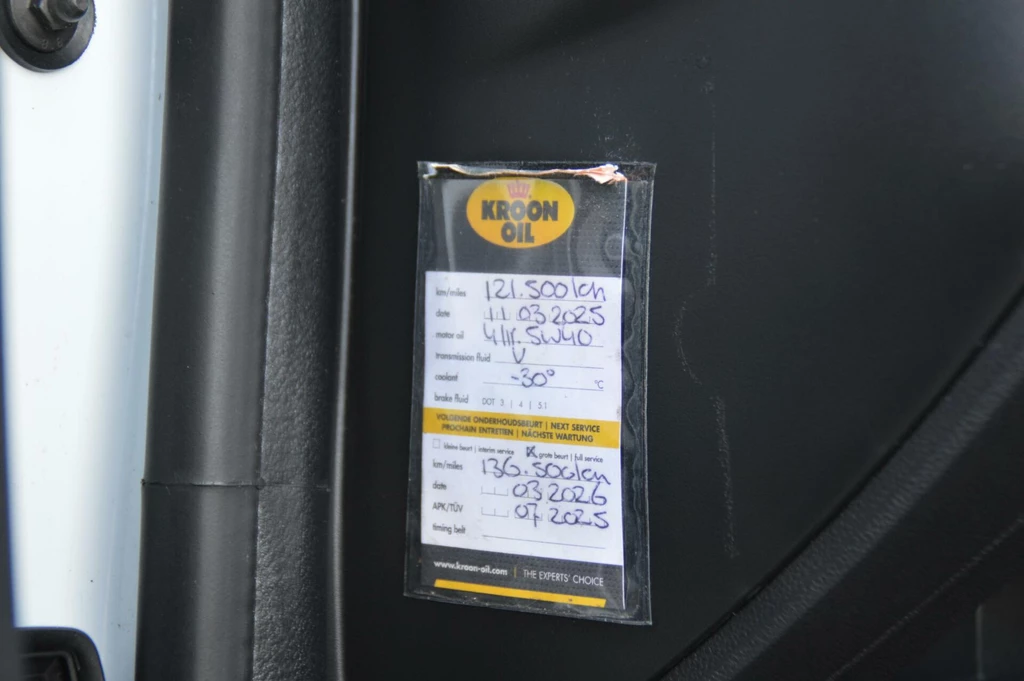 KROON
OIL
km/miles 121.500km
date 11 03 2025
motor oil 5W40
transmission fluid V
coolant -30° °C
brake fluid DOT 3 | 4 | 5.1
VOLGENDE ONDERHOUDSBEURT | NEXT SERVICE
PROCHAIN ENTRETIEN | NÄCHSTE WARTUNG
kleine beurt | interim service grote beurt | full service
km/miles 136.500km
date 03 2026
APK/TÜV 07 2025
timing belt
www.kroon-oil.com | THE EXPERTS' CHOICE